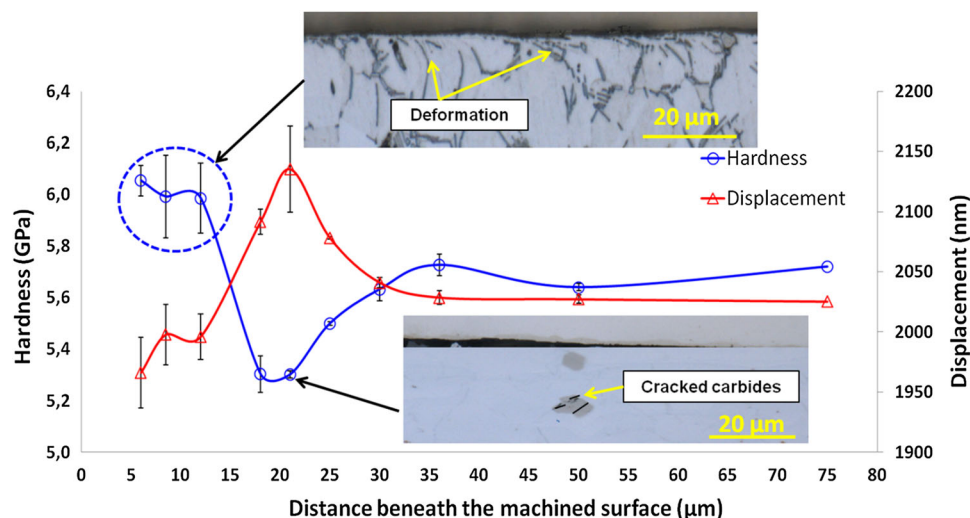 6,4
6,2
6,0
5,8
5,6
5,4
5,2
5,0
Hardness (GPa)
2200
2150
2100
2050
2000
1950
1900
Displacement (nm)
0 5 10 15 20 25 30 35 40 45 50 55 60 65 70 75 80
Distance beneath the machined surface (µm)
Deformation
20 µm
Hardness
Displacement
Cracked carbides
20 µm